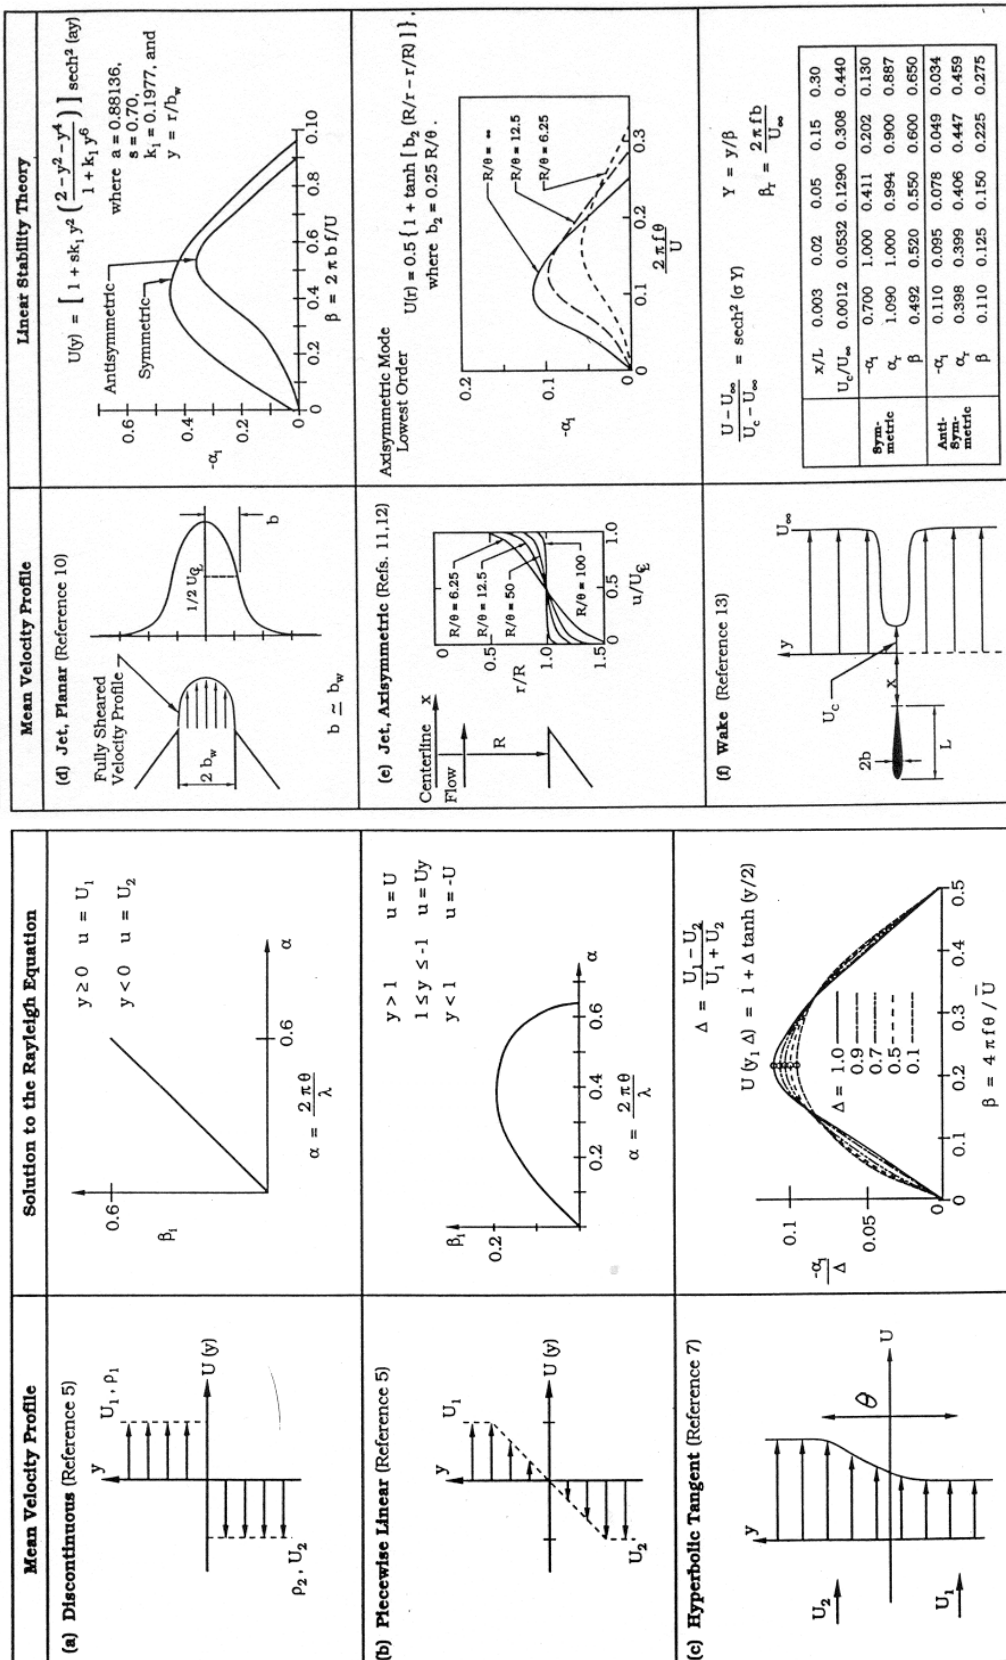 Mean Velocity Profile
Solution to the Rayleigh Equation
(a) Discontinuous (Reference 5)
y
U₁ , ρ₁
U (y)
ρ₂ , U₂
0.6
βᵢ
y ≥ 0   u = U₁
y < 0   u = U₂
0.6
α
α = 2 π θ / λ
(b) Piecewise Linear (Reference 5)
y
U₁
U (y)
U₂
βᵢ
0.2
y > 1   u = U
1 ≤ y ≤ -1   u = Uy
y < 1   u = -U
0.2 0.4 0.6 α
α = 2 π θ / λ
(c) Hyperbolic Tangent (Reference 7)
y
U₂
U₁
θ
U
Δ = U₁ − U₂ / U₁ + U₂
U (y₁ Δ) = 1 + Δ tanh (y/2)
0.1
-αᵢ / Δ
0.05
0
Δ = 1.0
0.9
0.7
0.5
0.1
0 0.1 0.2 0.3 0.4 0.5
β = 4 π f θ / U̅
Mean Velocity Profile
Linear Stability Theory
(d) Jet, Planar (Reference 10)
Fully Sheared
Velocity Profile
2 b_w
1/2 U℄
b
b ≃ b_w
U(y) = [ 1 + sk₁ y² ( 2 − y² − y⁴ / 1 + k₁ y⁶ ) ] sech² (ay)
where a = 0.88136,
s = 0.70,
k₁ = 0.1977, and
y = r/b_w
Antisymmetric
Symmetric
0.6
0.4
-αᵢ
0.2
0
0 0.2 0.4 0.6 0.8 0.10
β = 2 π b f/U
(e) Jet, Axisymmetric (Refs. 11,12)
Centerline x
Flow
R
0
0.5
r/R
1.0
1.5
R/θ = 6.25
R/θ = 12.5
R/θ = 50
R/θ = 100
0 0.5 1.0
u/U℄
Axisymmetric Mode
Lowest Order
U(r) = 0.5 { 1 + tanh [ b₂ (R/r − r/R) ] } ,
where b₂ = 0.25 R/θ .
0.2
-αᵢ
0.1
0
R/θ = ∞
R/θ = 12.5
R/θ = 6.25
0 0.1 0.2 0.3
2 π f θ / U
(f) Wake (Reference 13)
y
U∞
U_c
x
2b
L
U − U∞ / U_c − U∞ = sech² (σ Y)
Y = y/β
βᵣ = 2 π f b / U∞
x/L 0.003 0.02 0.05 0.15 0.30
U_c/U∞ 0.0012 0.0532 0.1290 0.308 0.440
Sym-
metric
-αᵢ 0.700 1.000 0.411 0.202 0.130
αᵣ 1.090 1.000 0.994 0.900 0.887
β 0.492 0.520 0.550 0.600 0.650
Anti-
Sym-
metric
-αᵢ 0.110 0.095 0.078 0.049 0.034
αᵣ 0.398 0.399 0.406 0.447 0.459
β 0.110 0.125 0.150 0.225 0.275